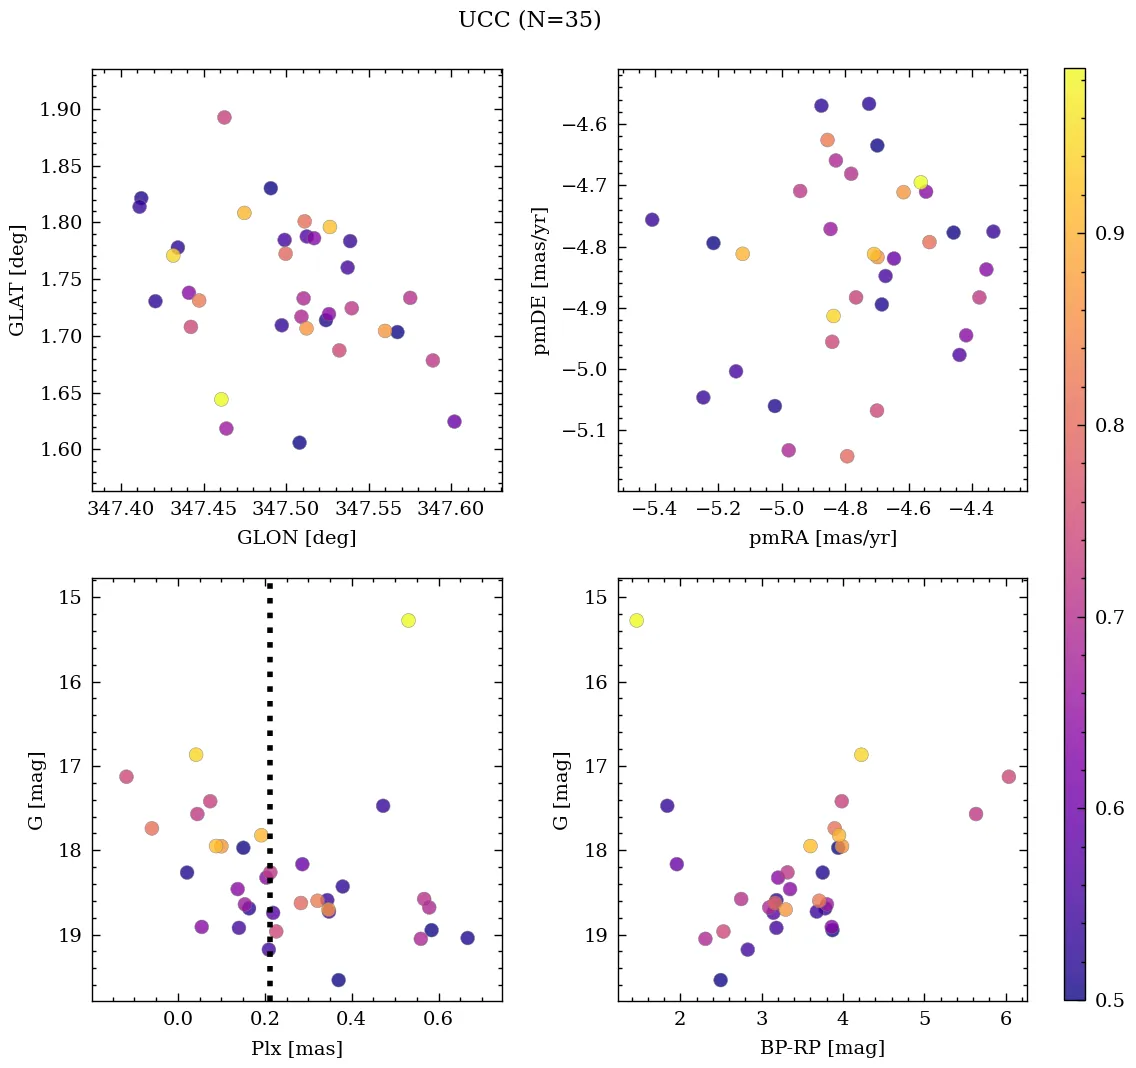 UCC (N=35)
1.90
1.85
1.80
1.75
1.70
1.65
1.60
GLAT [deg]
347.40 347.45 347.50 347.55 347.60
GLON [deg]
−4.6
−4.7
−4.8
−4.9
−5.0
−5.1
pmDE [mas/yr]
−5.4 −5.2 −5.0 −4.8 −4.6 −4.4
pmRA [mas/yr]
15
16
17
18
19
G [mag]
0.0 0.2 0.4 0.6
Plx [mas]
15
16
17
18
19
G [mag]
2 3 4 5 6
BP-RP [mag]
0.9
0.8
0.7
0.6
0.5